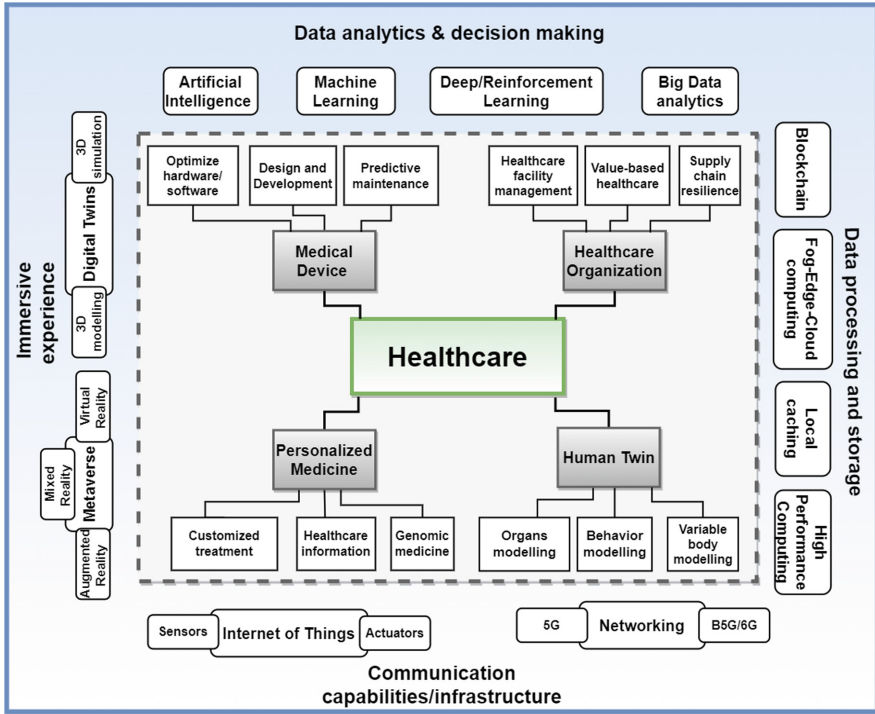 Data analytics & decision making
Artificial
Intelligence
Machine
Learning
Deep/Reinforcement
Learning
Big Data
analytics
Immersive
experience
3D
simulation
Digital Twins
3D
modelling
Virtual
Reality
Mixed
Reality
Metaverse
Augmented
Reality
Optimize
hardware/
software
Design and
Development
Predictive
maintenance
Medical
Device
Healthcare
facility
management
Value-based
healthcare
Supply
chain
resilience
Healthcare
Organization
Healthcare
Personalized
Medicine
Customized
treatment
Healthcare
information
Genomic
medicine
Human Twin
Organs
modelling
Behavior
modelling
Variable
body
modelling
Blockchain
Fog-Edge-Cloud
computing
Local
caching
High
Performance
Computing
Data processing and storage
Sensors
Internet of Things
Actuators
5G
Networking
B5G/6G
Communication
capabilities/infrastructure